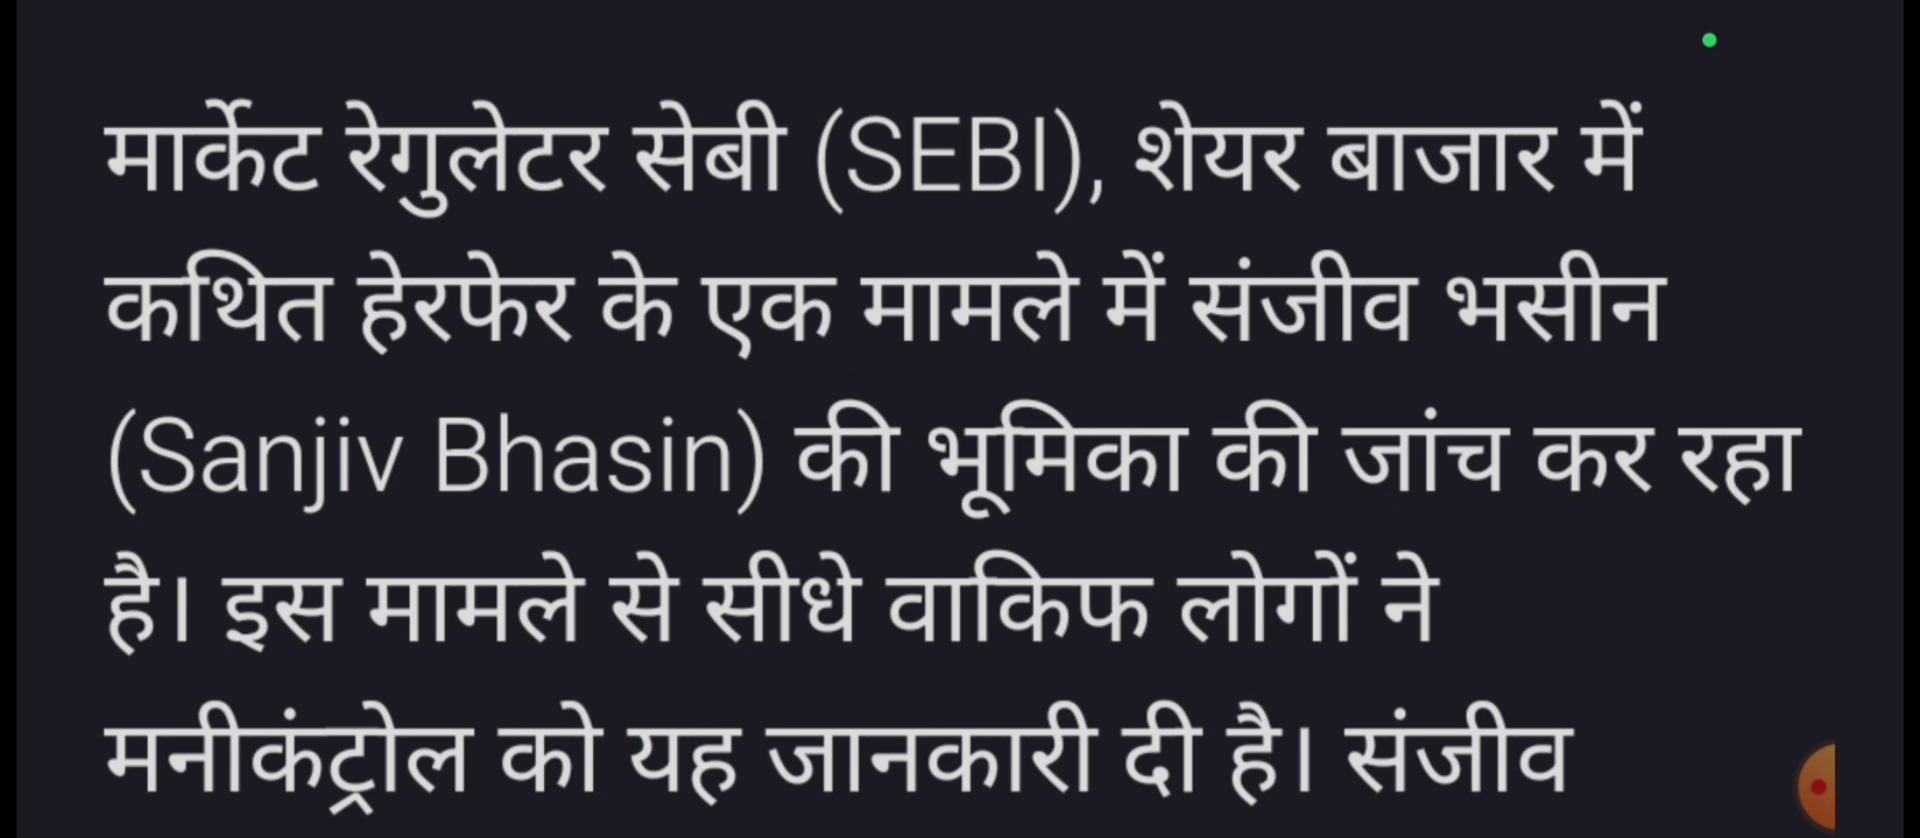 मार्केट रेगुलेटर सेबी (SEBI), शेयर बाजार में
कथित हेरफेर के एक मामले में संजीव भसीन
(Sanjiv Bhasin) की भूमिका की जांच कर रहा
है। इस मामले से सीधे वाकिफ लोगों ने
मनीकंट्रोल को यह जानकारी दी है। संजीव